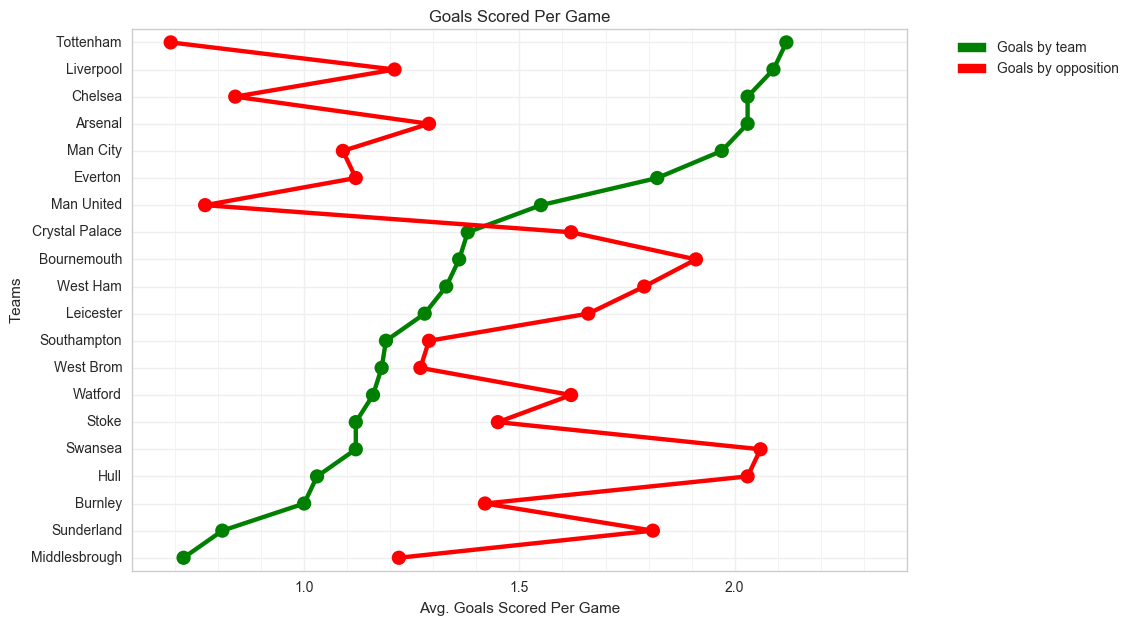 Goals Scored Per Game
Goals by team
Goals by opposition
Teams
Tottenham
Liverpool
Chelsea
Arsenal
Man City
Everton
Man United
Crystal Palace
Bournemouth
West Ham
Leicester
Southampton
West Brom
Watford
Stoke
Swansea
Hull
Burnley
Sunderland
Middlesbrough
1.0 1.5 2.0
Avg. Goals Scored Per Game